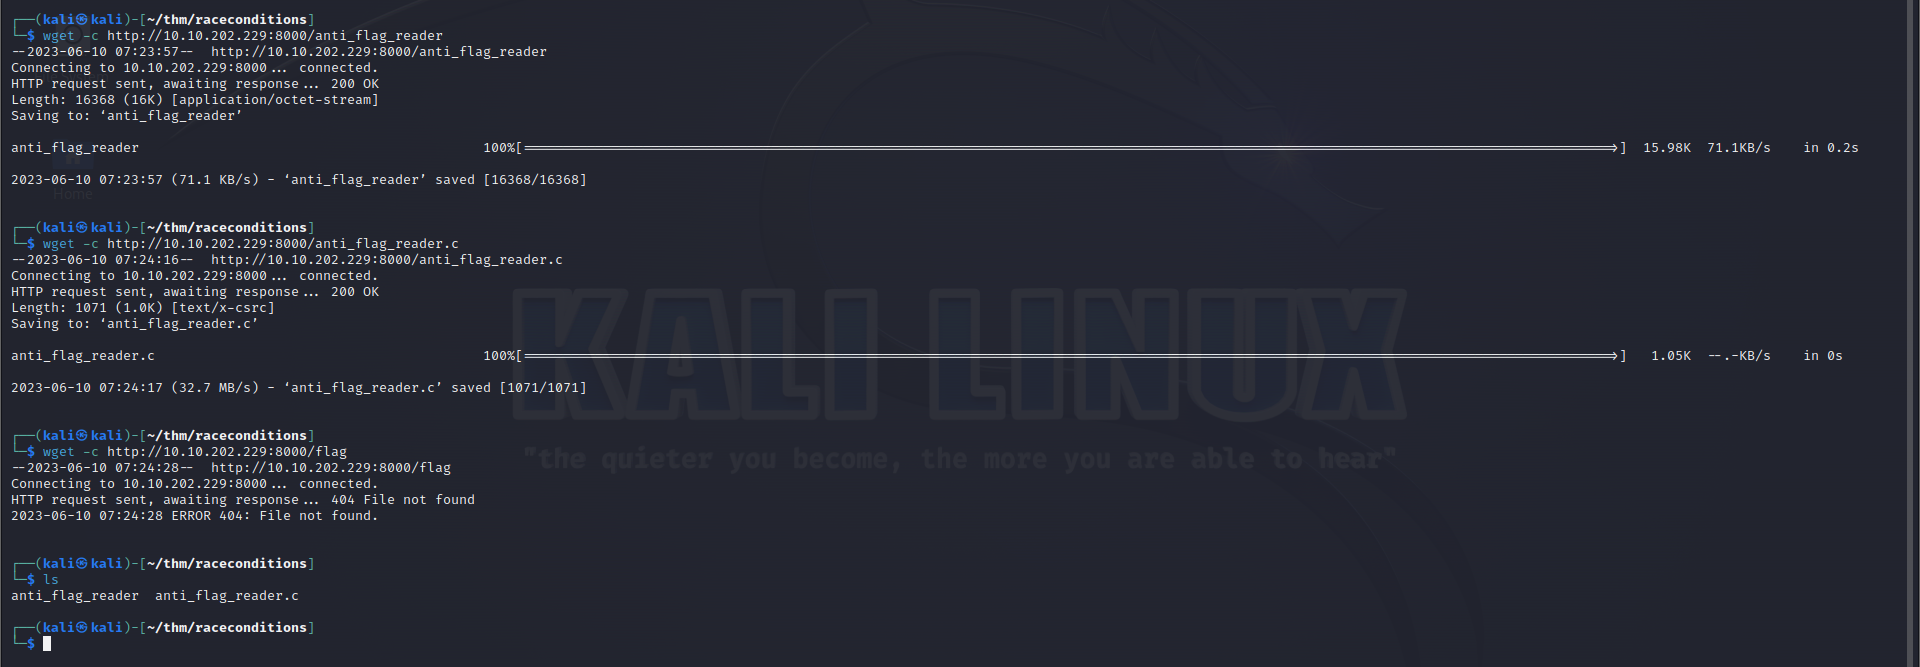 ┌──(kali㉿kali)-[~/thm/raceconditions]
└─$ wget -c http://10.10.202.229:8000/anti_flag_reader
--2023-06-10 07:23:57--  http://10.10.202.229:8000/anti_flag_reader
Connecting to 10.10.202.229:8000... connected.
HTTP request sent, awaiting response... 200 OK
Length: 16368 (16K) [application/octet-stream]
Saving to: ‘anti_flag_reader’
anti_flag_reader 100%[===================>] 15.98K 71.1KB/s in 0.2s
2023-06-10 07:23:57 (71.1 KB/s) - ‘anti_flag_reader’ saved [16368/16368]
Home
┌──(kali㉿kali)-[~/thm/raceconditions]
└─$ wget -c http://10.10.202.229:8000/anti_flag_reader.c
--2023-06-10 07:24:16--  http://10.10.202.229:8000/anti_flag_reader.c
Connecting to 10.10.202.229:8000... connected.
HTTP request sent, awaiting response... 200 OK
Length: 1071 (1.0K) [text/x-csrc]
Saving to: ‘anti_flag_reader.c’
anti_flag_reader.c 100%[===================>] 1.05K --.-KB/s in 0s
2023-06-10 07:24:17 (32.7 MB/s) - ‘anti_flag_reader.c’ saved [1071/1071]
KALI LINUX
┌──(kali㉿kali)-[~/thm/raceconditions]
└─$ wget -c http://10.10.202.229:8000/flag
"the quieter you become, the more you are able to hear"
--2023-06-10 07:24:28--  http://10.10.202.229:8000/flag
Connecting to 10.10.202.229:8000... connected.
HTTP request sent, awaiting response... 404 File not found
2023-06-10 07:24:28 ERROR 404: File not found.
┌──(kali㉿kali)-[~/thm/raceconditions]
└─$ ls
anti_flag_reader  anti_flag_reader.c
┌──(kali㉿kali)-[~/thm/raceconditions]
└─$